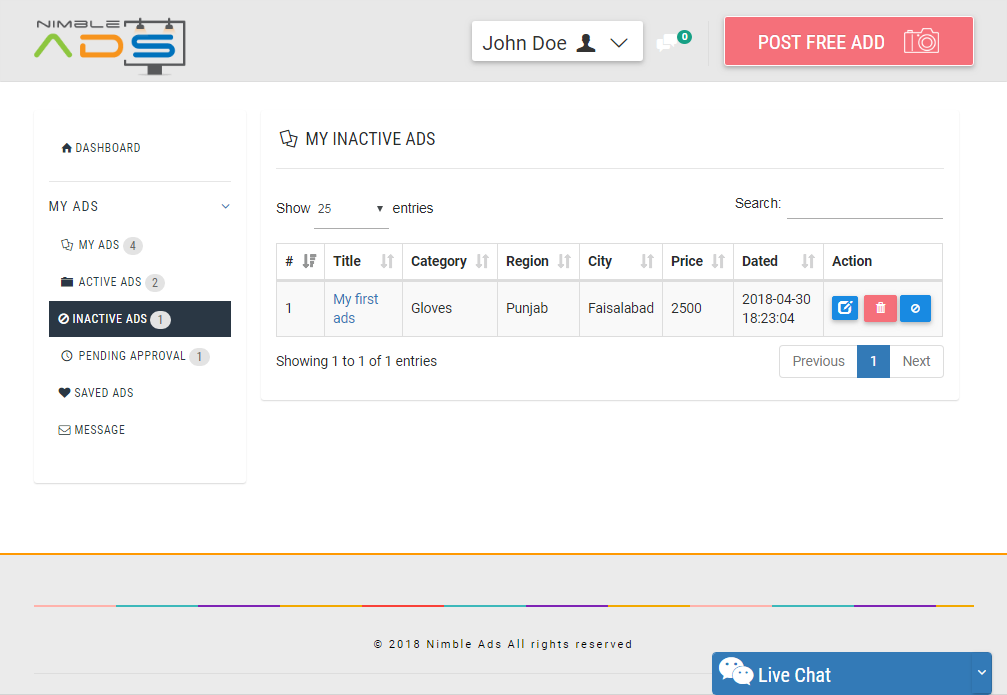 NIMBLE
ADS
John Doe
0
POST FREE ADD
DASHBOARD
MY ADS
MY ADS 4
ACTIVE ADS 2
INACTIVE ADS 1
PENDING APPROVAL 1
SAVED ADS
MESSAGE
MY INACTIVE ADS
Show 25 entries
Search:
# Title Category Region City Price Dated Action
1 My first ads Gloves Punjab Faisalabad 2500 2018-04-30 18:23:04
Showing 1 to 1 of 1 entries
Previous 1 Next
© 2018 Nimble Ads All rights reserved
Live Chat